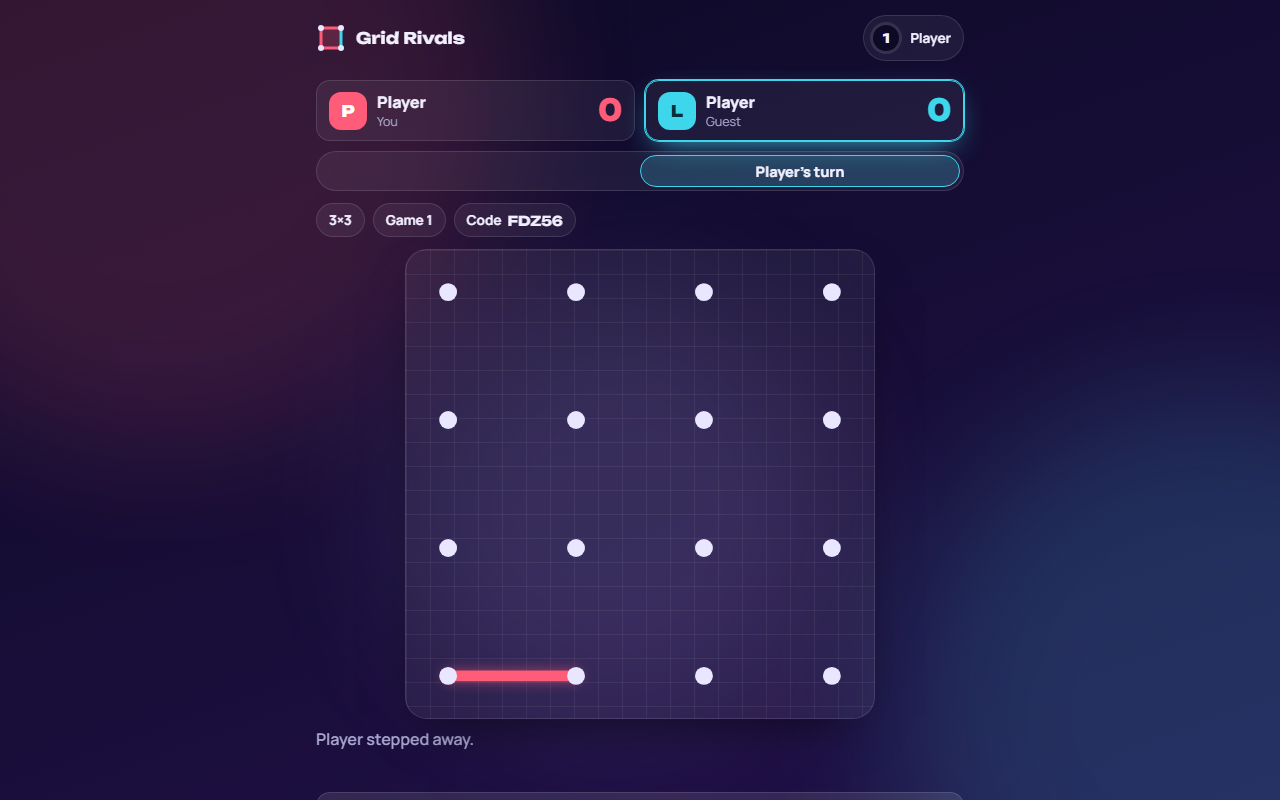 Grid Rivals
1 Player
P Player 0
You
L Player 0
Guest
Player's turn
3×3 Game 1 Code FDZ56
Player stepped away.